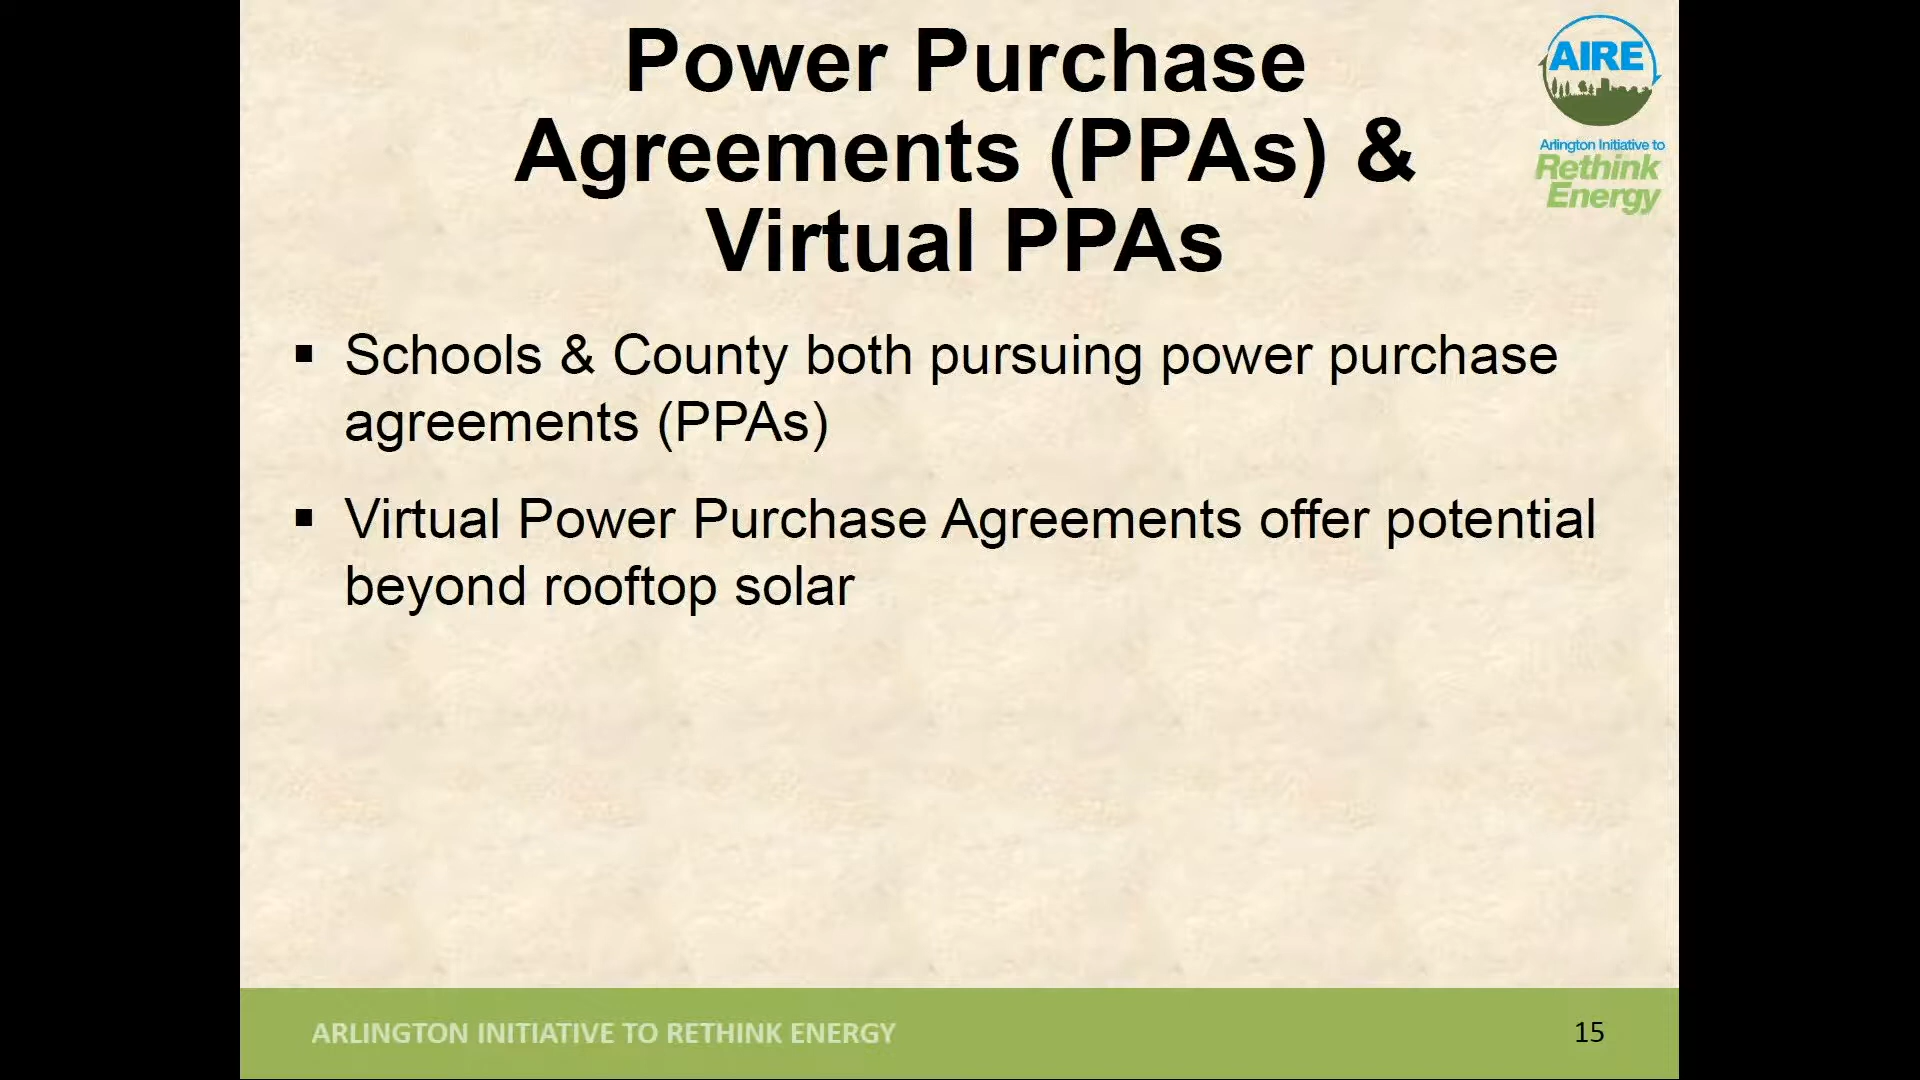 Power Purchase
Agreements (PPAs) &
Virtual PPAs
AIRE
Arlington Initiative to
Rethink
Energy
▪ Schools & County both pursuing power purchase
agreements (PPAs)
▪ Virtual Power Purchase Agreements offer potential
beyond rooftop solar
ARLINGTON INITIATIVE TO RETHINK ENERGY
15